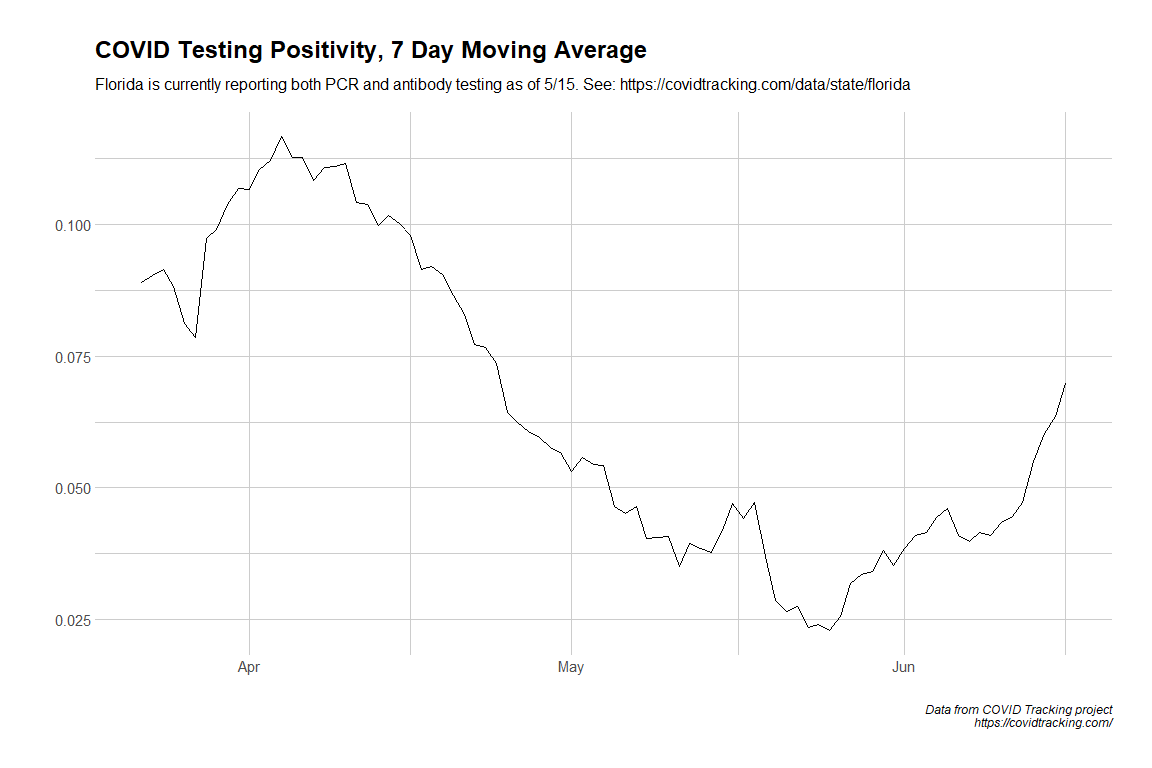 COVID Testing Positivity, 7 Day Moving Average
Florida is currently reporting both PCR and antibody testing as of 5/15. See: https://covidtracking.com/data/state/florida
0.100
0.075
0.050
0.025
Apr May Jun
Data from COVID Tracking project
https://covidtracking.com/